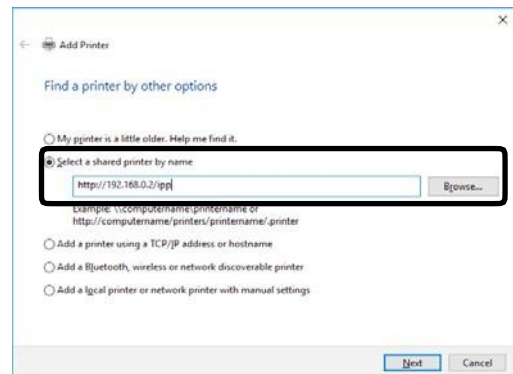 Add Printer
Find a printer by other options
My printer is a little older. Help me find it.
Select a shared printer by name
http://192.168.0.2/ipp
Browse...
Example: \\computername\printername or
http://computername/printers/printername/.printer
Add a printer using a TCP/IP address or hostname
Add a Bluetooth, wireless or network discoverable printer
Add a local printer or network printer with manual settings
Next Cancel